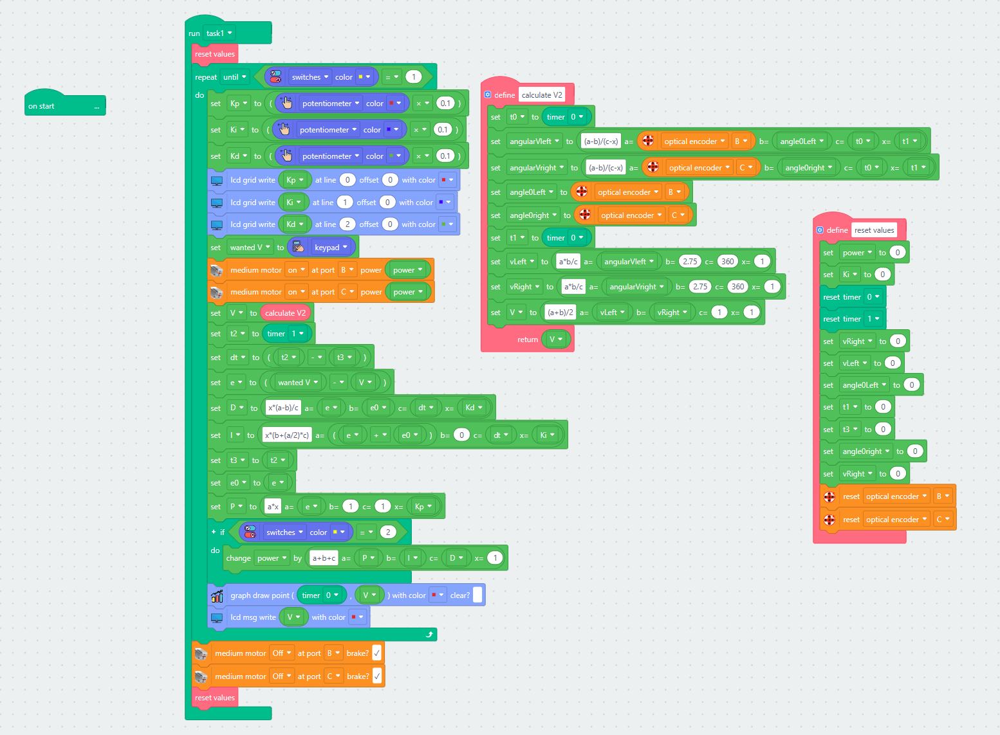 on start ...
run task1
reset values
repeat until switches color = 1
do
set Kp to ( potentiometer color × 0.1 )
set Ki to ( potentiometer color × 0.1 )
set Kd to ( potentiometer color × 0.1 )
lcd grid write Kp at line 0 offset 0 with color
lcd grid write Ki at line 1 offset 0 with color
lcd grid write Kd at line 2 offset 0 with color
set wanted V to keypad
medium motor on at port B power power
medium motor on at port C power power
set V to calculate V2
set t2 to timer 1
set dt to ( t2 - t3 )
set e to ( wanted V - V )
set D to x*(a-b)/c a= e b= e0 c= dt x= Kd
set I to x*(b+(a/2)*c) a= ( e + e0 ) b= 0 c= dt x= Ki
set t3 to t2
set e0 to e
set P to a*x a= e b= 1 c= 1 x= Kp
+ if switches color = 2
do
change power by a+b+c a= P b= I c= D x= 1
graph draw point ( timer 0 , V ) with color clear?
lcd msg write V with color
medium motor Off at port B brake? ✓
medium motor Off at port C brake? ✓
reset values
define calculate V2
set t0 to timer 0
set angularVleft to (a-b)/(c-x) a= optical encoder B b= angle0Left c= t0 x= t1
set angularVright to (a-b)/(c-x) a= optical encoder C b= angle0right c= t0 x= t1
set angle0Left to optical encoder B
set angle0right to optical encoder C
set t1 to timer 0
set vLeft to a*b/c a= angularVleft b= 2.75 c= 360 x= 1
set vRight to a*b/c a= angularVright b= 2.75 c= 360 x= 1
set V to (a+b)/2 a= vLeft b= vRight c= 1 x= 1
return V
define reset values
set power to 0
set Ki to 0
reset timer 0
reset timer 1
set vRight to 0
set vLeft to 0
set angle0Left to 0
set t1 to 0
set t3 to 0
set angle0right to 0
set vRight to 0
reset optical encoder B
reset optical encoder C